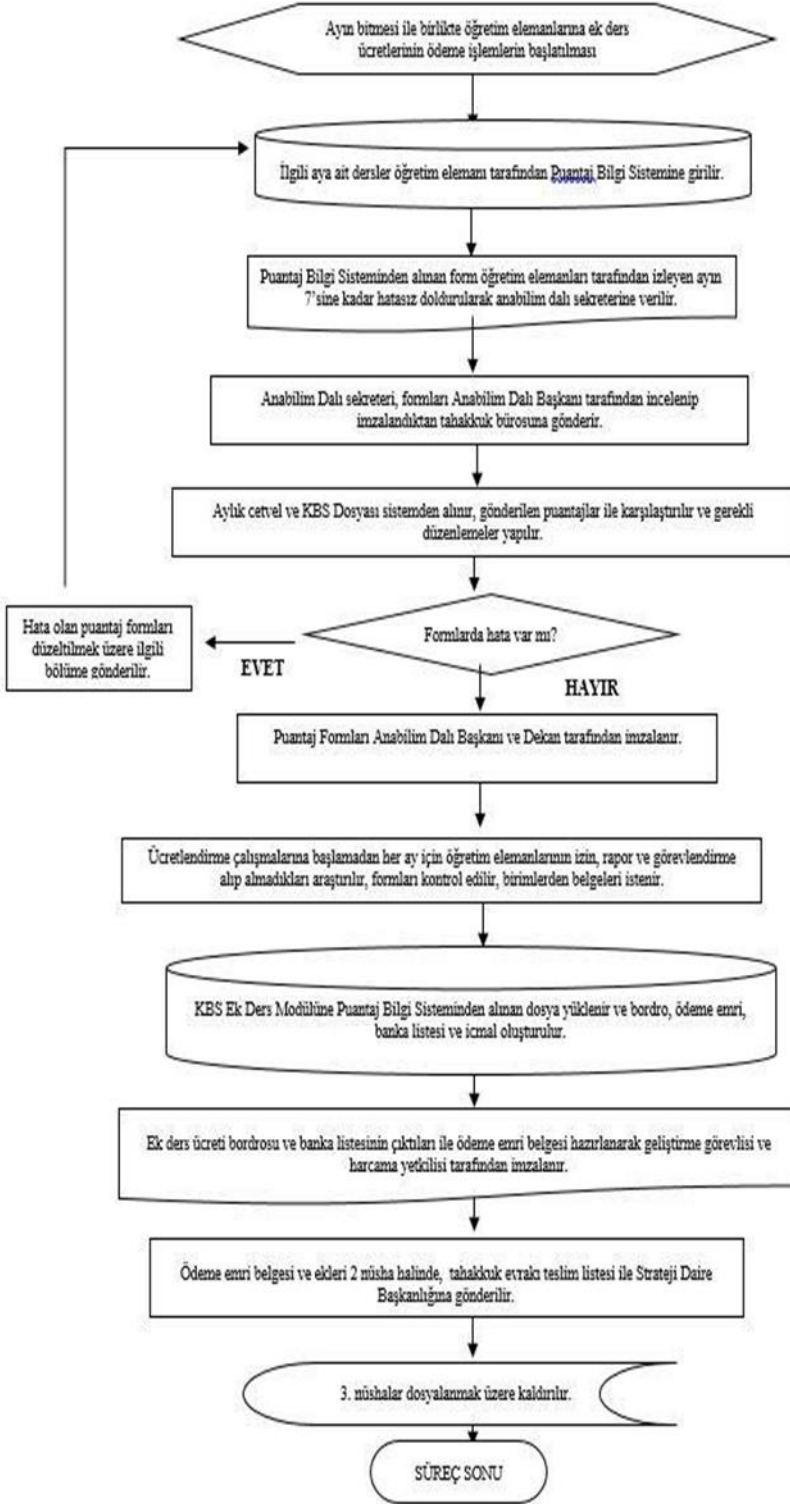 Ayın bitmesi ile birlikte öğretim elemanlarına ek ders
ücretlerinin ödeme işlemlerin başlatılması
İlgili aya ait dersler öğretim elemanı tarafından Puantaj Bilgi Sistemine girilir.
Puantaj Bilgi Sisteminden alınan form öğretim elemanları tarafından izleyen ayın
7'sine kadar hatasız doldurularak anabilim dalı sekreterine verilir.
Anabilim Dalı sekreteri, formları Anabilim Dalı Başkanı tarafından incelenip
imzalandıktan tahakkuk bürosuna gönderir.
Aylık cetvel ve KBS Dosyası sistemden alınır, gönderilen puantajlar ile karşılaştırılır ve gerekli
düzenlemeler yapılır.
Formlarda hata var mı?
EVET
Hata olan puantaj formları
düzeltilmek üzere ilgili
bölüme gönderilir.
HAYIR
Puantaj Formları Anabilim Dalı Başkanı ve Dekan tarafından imzalanır.
Ücretlendirme çalışmalarına başlamadan her ay için öğretim elemanlarının izin, rapor ve görevlendirme
alıp almadıkları araştırılır, formları kontrol edilir, birimlerden belgeleri istenir.
KBS Ek Ders Modülüne Puantaj Bilgi Sisteminden alınan dosya yüklenir ve bordro, ödeme emri,
banka listesi ve icmal oluşturulur.
Ek ders ücreti bordrosu ve banka listesinin çıktıları ile ödeme emri belgesi hazırlanarak geliştirme görevlisi ve
harcama yetkilisi tarafından imzalanır.
Ödeme emri belgesi ve ekleri 2 nüsha halinde, tahakkuk evrakı teslim listesi ile Strateji Daire
Başkanlığına gönderilir.
3. nüshalar dosyalanmak üzere kaldırılır.
SÜREÇ SONU